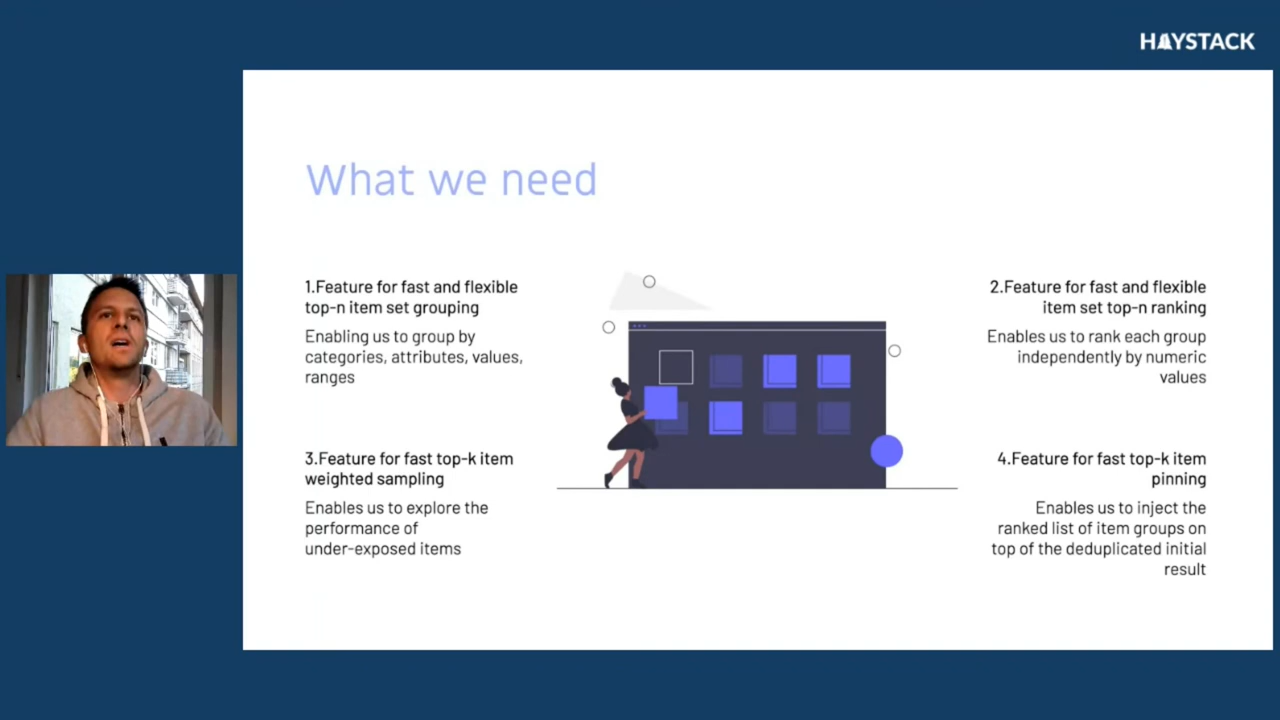 HAYSTACK
What we need
1.Feature for fast and flexible
top-n item set grouping
Enabling us to group by
categories, attributes, values,
ranges
2.Feature for fast and flexible
item set top-n ranking
Enables us to rank each group
independently by numeric
values
3.Feature for fast top-k item
weighted sampling
Enables us to explore the
performance of
under-exposed items
4.Feature for fast top-k item
pinning
Enables us to inject the
ranked list of item groups on
top of the deduplicated initial
result